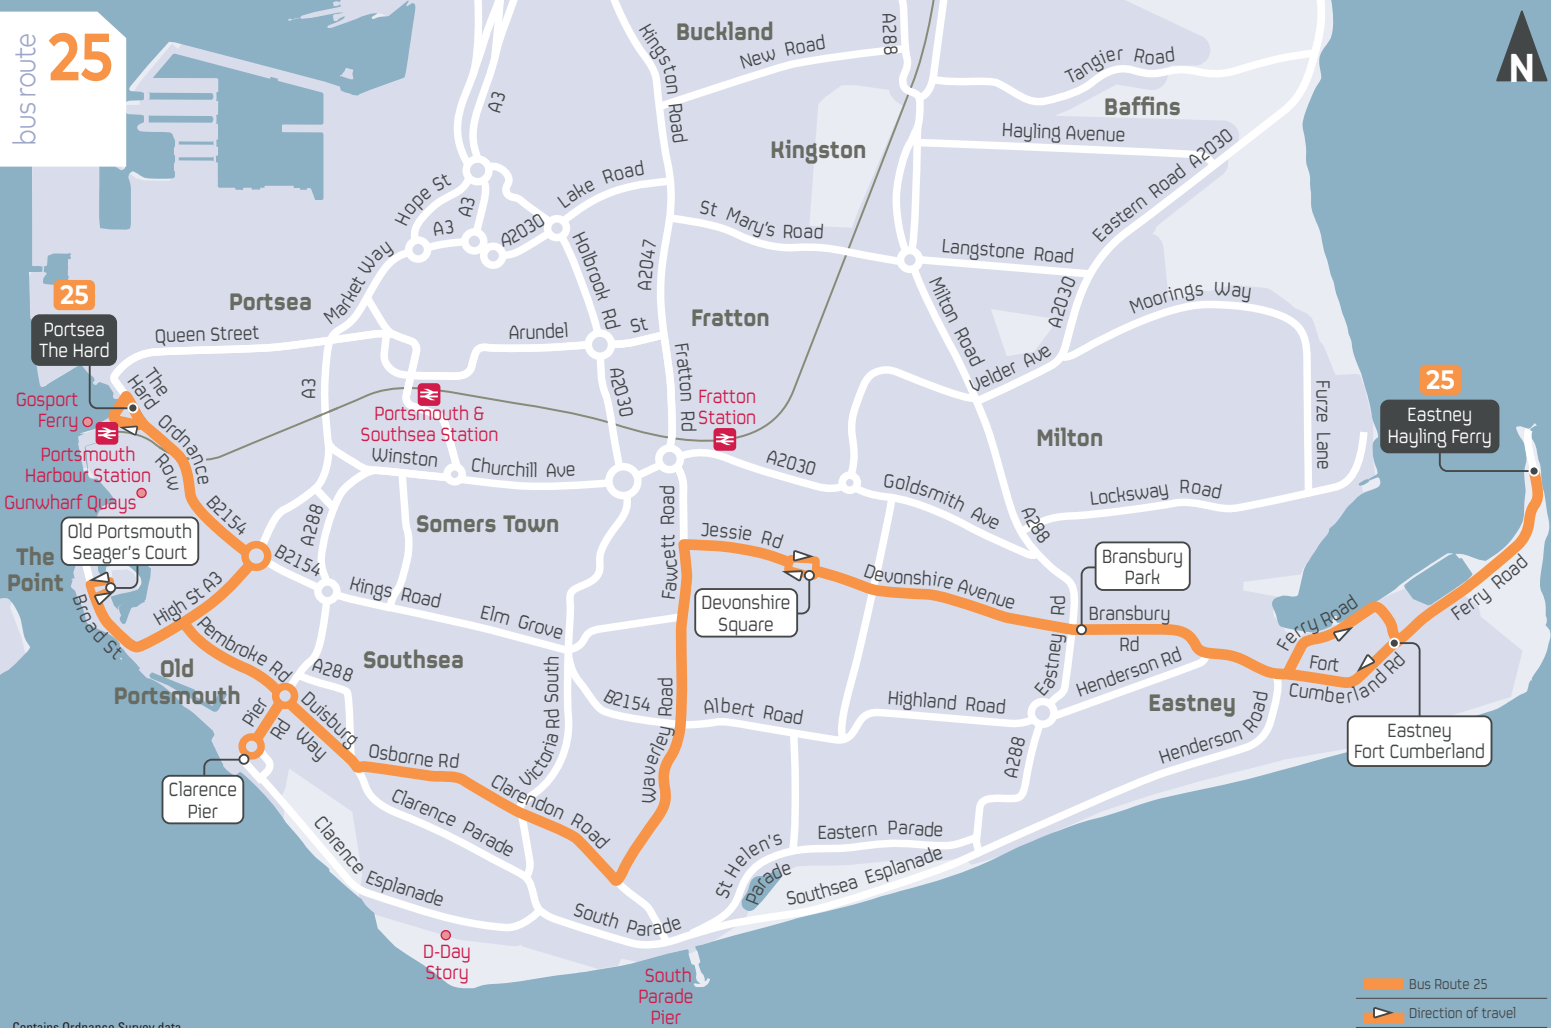 bus route
25
Buckland
Kingston Road
New Road
A288
Tangier Road
Baffins
N
A3
Hayling Avenue
Kingston
Eastern Road A2030
Hope St
A3
Lake Road
A3
A2030
St Mary's Road
Langstone Road
Holbrook Rd
A2047
Market Way
Portsea
Fratton
Milton Road
A2030
Moorings Way
25
Portsea
The Hard
Queen Street
Arundel St
Velder Ave
The Hard
Ordnance Row
A3
A2030
Fratton Rd
Furze Lane
25
Eastney
Hayling Ferry
Gosport
Ferry
Portsmouth
Harbour Station
Gunwharf Quays
Portsmouth &
Southsea Station
Fratton
Station
Milton
Winston Churchill Ave
A2030
Goldsmith Ave
Locksway Road
B2154
A288
Somers Town
Fawcett Road
Jessie Rd
A288
Old Portsmouth
Seager's Court
The
Point
B2154
Bransbury
Park
Broad St
High St A3
Kings Road
Elm Grove
Devonshire
Square
Devonshire Avenue
Eastney Rd
Bransbury
Rd
Ferry Road
Ferry Road
Pembroke Rd
A288
Southsea
Old
Portsmouth
Henderson Rd
Fort
Cumberland Rd
Pier
Rd
Duisburg
Way
B2154
Albert Road
Highland Road
Eastney
Victoria Rd South
Waverley Road
Henderson Road
Eastney
Fort Cumberland
Osborne Rd
A288
Clarence
Pier
Clarendon Road
Clarence Parade
Clarence Esplanade
St Helen's
Parade
Eastern Parade
Southsea Esplanade
South Parade
D-Day
Story
South
Parade
Pier
Bus Route 25
Direction of travel
Contains Ordnance Survey data